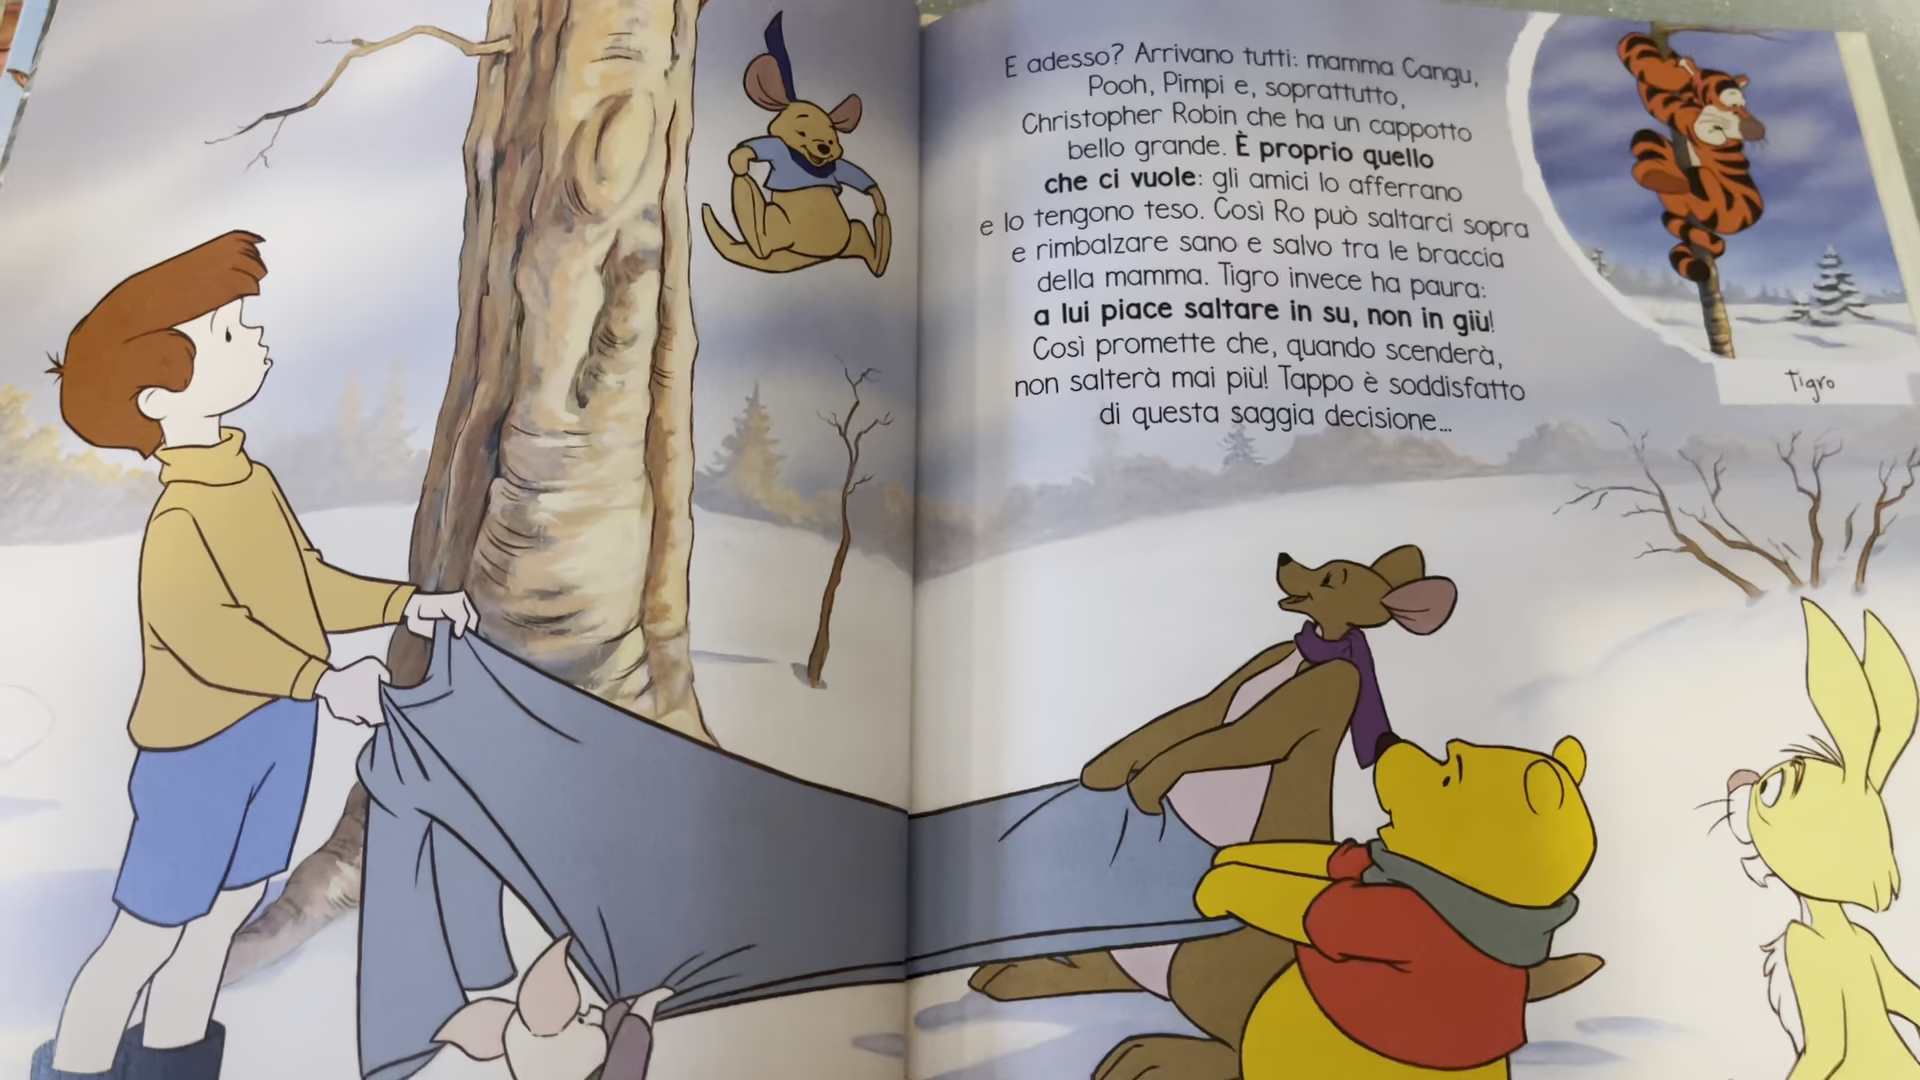 E adesso? Arrivano tutti: mamma Cangu,
Pooh, Pimpi e, soprattutto,
Christopher Robin che ha un cappotto
bello grande. È proprio quello
che ci vuole: gli amici lo afferrano
e lo tengono teso. Così Ro può saltarci sopra
e rimbalzare sano e salvo tra le braccia
della mamma. Tigro invece ha paura:
a lui piace saltare in su, non in giù!
Così promette che, quando scenderà,
non salterà mai più! Tappo è soddisfatto
di questa saggia decisione...
Tigro